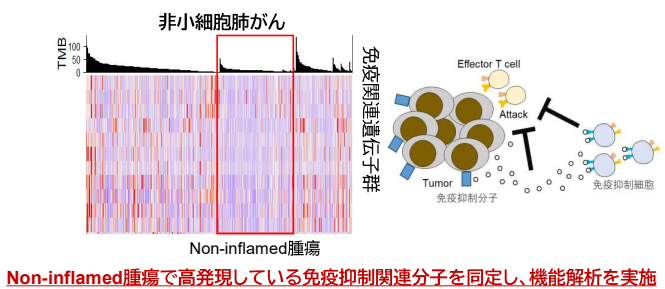 非小細胞肺がん
TMB
100
50
0
免疫関連遺伝子群
Non-inflamed腫瘍
Effector T cell
Attack
Tumor
免疫抑制分子
免疫抑制細胞
Non-inflamed腫瘍で高発現している免疫抑制関連分子を同定し、機能解析を実施